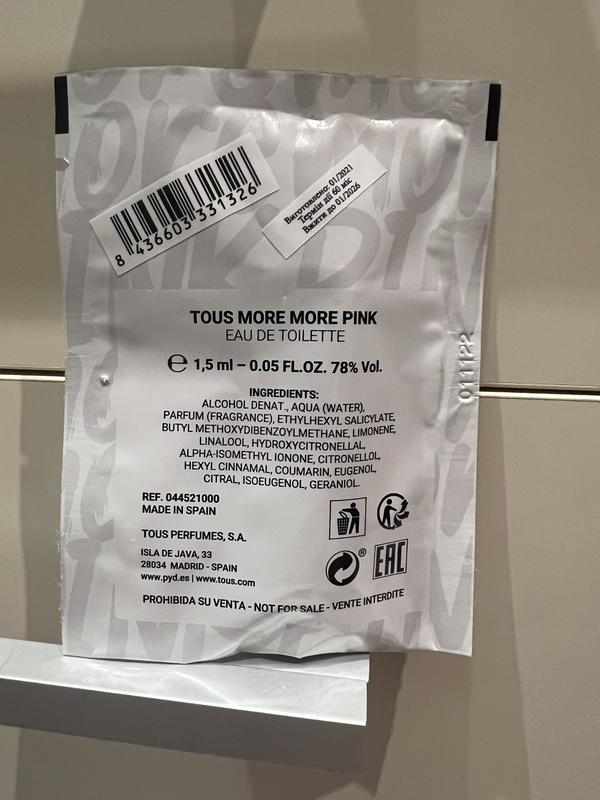 8 436603 331326
Виготовлено: 01/2021
Термін дії 60 міс
Вжити до 01/2026
TOUS MORE MORE PINK
EAU DE TOILETTE
℮ 1,5 ml – 0.05 FL.OZ. 78% Vol.
011122
INGREDIENTS:
ALCOHOL DENAT., AQUA (WATER),
PARFUM (FRAGRANCE), ETHYLHEXYL SALICYLATE,
BUTYL METHOXYDIBENZOYLMETHANE, LIMONENE,
LINALOOL, HYDROXYCITRONELLAL,
ALPHA-ISOMETHYL IONONE, CITRONELLOL,
HEXYL CINNAMAL, COUMARIN, EUGENOL,
CITRAL, ISOEUGENOL, GERANIOL.
REF. 044521000
MADE IN SPAIN
TOUS PERFUMES, S.A.
ISLA DE JAVA, 33
28034 MADRID - SPAIN
www.pyd.es | www.tous.com
®
EAC
PROHIBIDA SU VENTA - NOT FOR SALE - VENTE INTERDITE